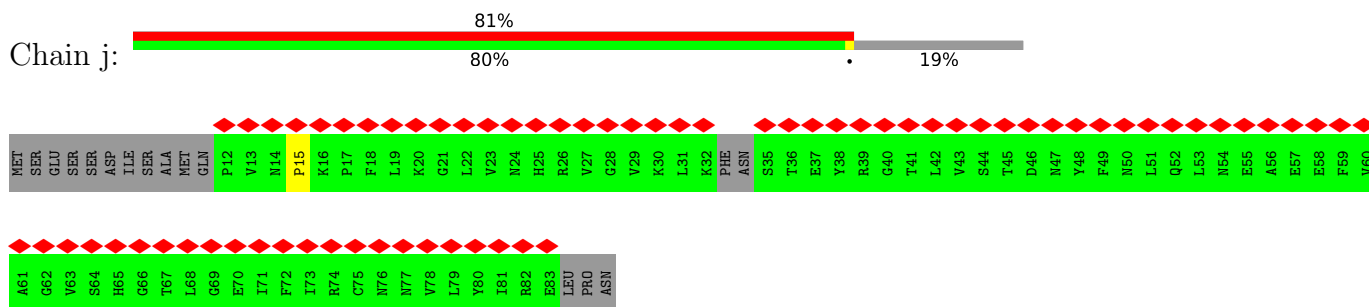 81%
Chain j:
80% • 19%
MET SER GLU SER SER ASP ILE SER ALA MET GLN P12 V13 N14 P15 K16 P17 F18 L19 K20 G21 L22 V23 N24 H25 R26 V27 G28 V29 K30 L31 K32 PHE ASN S35 T36 E37 Y38 R39 G40 T41 L42 V43 S44 T45 D46 N47 Y48 F49 N50 L51 Q52 L53 N54 E55 A56 E57 E58 F59 V60
A61 G62 V63 S64 H65 G66 T67 L68 G69 E70 I71 F72 I73 R74 C75 N76 N77 V78 L79 Y80 I81 R82 E83 LEU PRO ASN